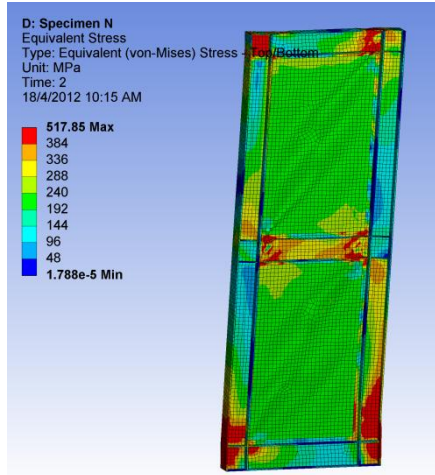 D: Specimen N
Equivalent Stress
Type: Equivalent (von-Mises) Stress - Top/Bottom
Unit: MPa
Time: 2
18/4/2012 10:15 AM
517.85 Max
384
336
288
240
192
144
96
48
1.788e-5 Min